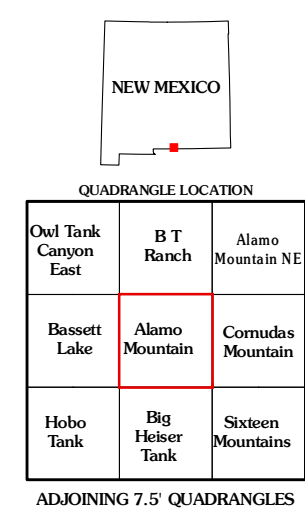 NEW MEXICO
QUADRANGLE LOCATION
Owl Tank
Canyon
East
B T
Ranch
Alamo
Mountain NE
Bassett
Lake
Alamo
Mountain
Cornudas
Mountain
Hobo
Tank
Big
Heiser
Tank
Sixteen
Mountains
ADJOINING 7.5' QUADRANGLES